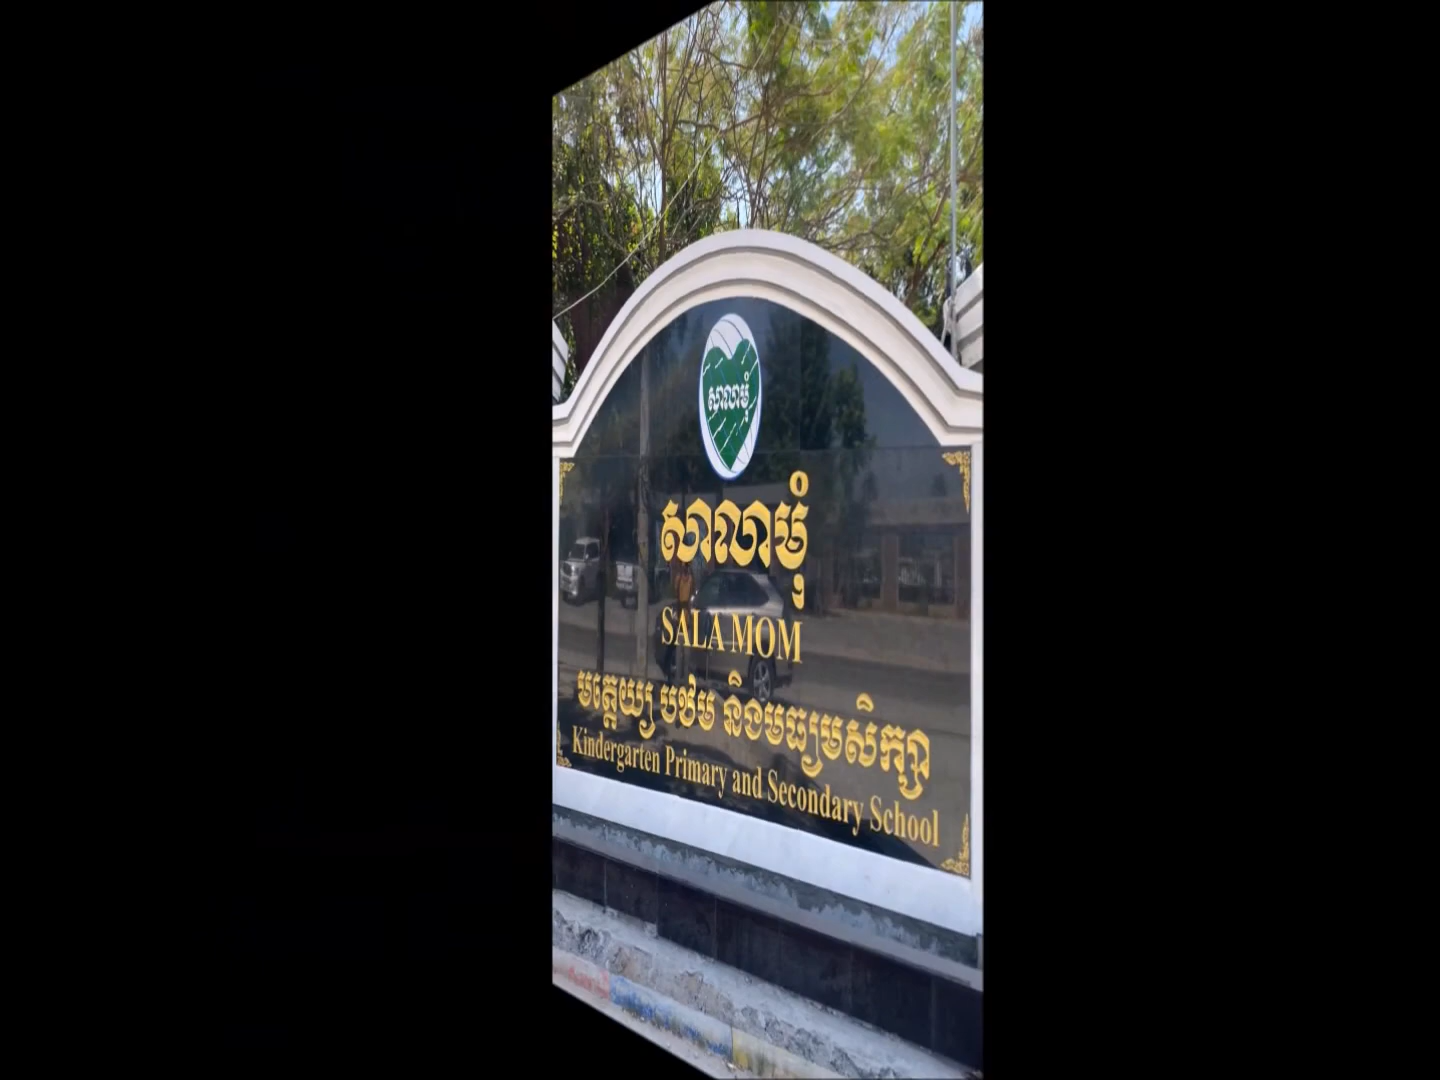 សាលាមុំ
សាលាមុំ
SALA MOM
មត្តេយ្យ បឋម និងមធ្យមសិក្សា
Kindergarten Primary and Secondary School